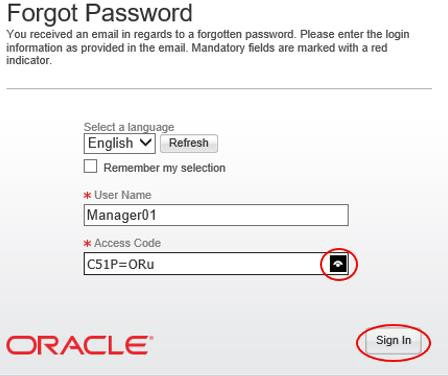 Forgot Password
You received an email in regards to a forgotten password. Please enter the login
information as provided in the email. Mandatory fields are marked with a red
indicator.
Select a language
English Refresh
Remember my selection
* User Name
Manager01
* Access Code
C51P=ORu
ORACLE® Sign In